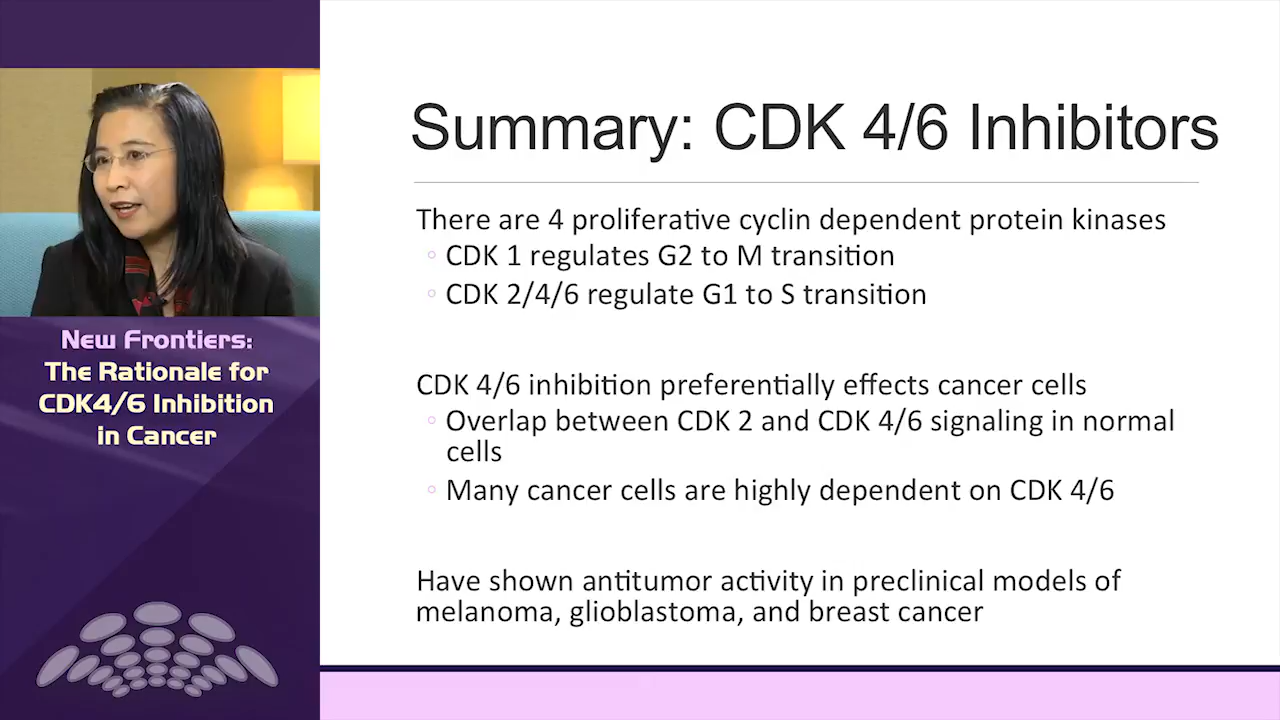 New Frontiers:
The Rationale for
CDK4/6 Inhibition
in Cancer
Summary: CDK 4/6 Inhibitors
There are 4 proliferative cyclin dependent protein kinases
◦ CDK 1 regulates G2 to M transition
◦ CDK 2/4/6 regulate G1 to S transition
CDK 4/6 inhibition preferentially effects cancer cells
◦ Overlap between CDK 2 and CDK 4/6 signaling in normal
cells
◦ Many cancer cells are highly dependent on CDK 4/6
Have shown antitumor activity in preclinical models of
melanoma, glioblastoma, and breast cancer